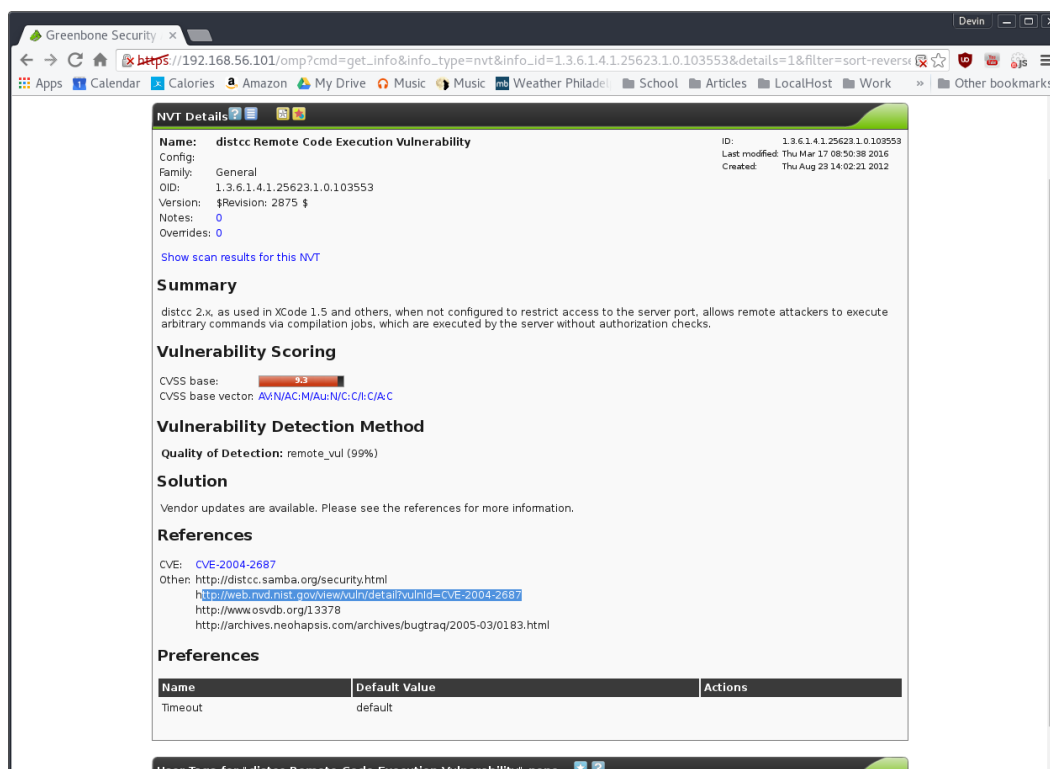 Devin
Greenbone Security
https://192.168.56.101/omp?cmd=get_info&info_type=nvt&info_id=1.3.6.1.4.1.25623.1.0.103553&details=1&filter=sort-reverse
Apps Calendar Calories Amazon My Drive Music Music Weather Philadel School Articles LocalHost Work » Other bookmarks
NVT Details
Name: distcc Remote Code Execution Vulnerability
ID: 1.3.6.1.4.1.25623.1.0.103553
Config:
Last modified: Thu Mar 17 08:50:38 2016
Family: General
Created: Thu Aug 23 14:02:21 2012
OID: 1.3.6.1.4.1.25623.1.0.103553
Version: $Revision: 2875 $
Notes: 0
Overrides: 0
Show scan results for this NVT
Summary
distcc 2.x, as used in XCode 1.5 and others, when not configured to restrict access to the server port, allows remote attackers to execute
arbitrary commands via compilation jobs, which are executed by the server without authorization checks.
Vulnerability Scoring
CVSS base: 9.3
CVSS base vector: AV:N/AC:M/Au:N/C:C/I:C/A:C
Vulnerability Detection Method
Quality of Detection: remote_vul (99%)
Solution
Vendor updates are available. Please see the references for more information.
References
CVE: CVE-2004-2687
Other: http://distcc.samba.org/security.html
http://web.nvd.nist.gov/view/vuln/detail?vulnId=CVE-2004-2687
http://www.osvdb.org/13378
http://archives.neohapsis.com/archives/bugtraq/2005-03/0183.html
Preferences
Name Default Value Actions
Timeout default
User Tags for "distcc Remote Code Execution Vulnerability": none